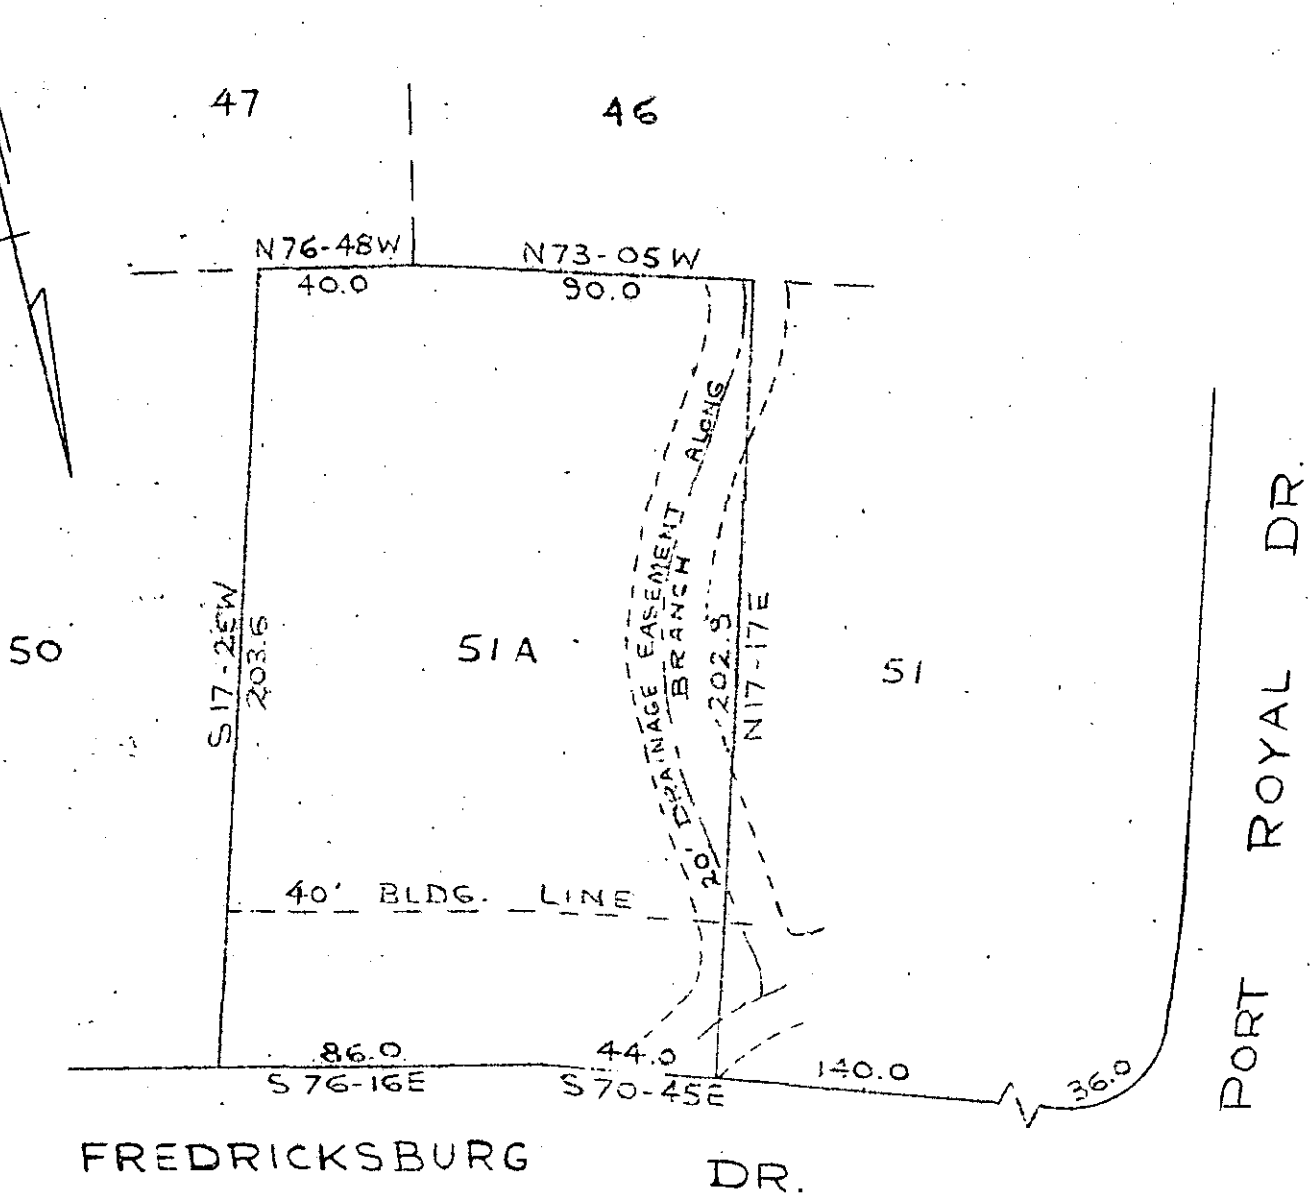 47
46
N76-48W
40.0
N73-05W
90.0
ALONG
20' DRAINAGE EASEMENT
BRANCH
202.9
N17-17E
203.6
50
51A
51
40' BLDG. LINE
86.0
S76-16E
44.0
S70-45E
140.0
36.0
FREDRICKSBURG DR.
PORT ROYAL DR.